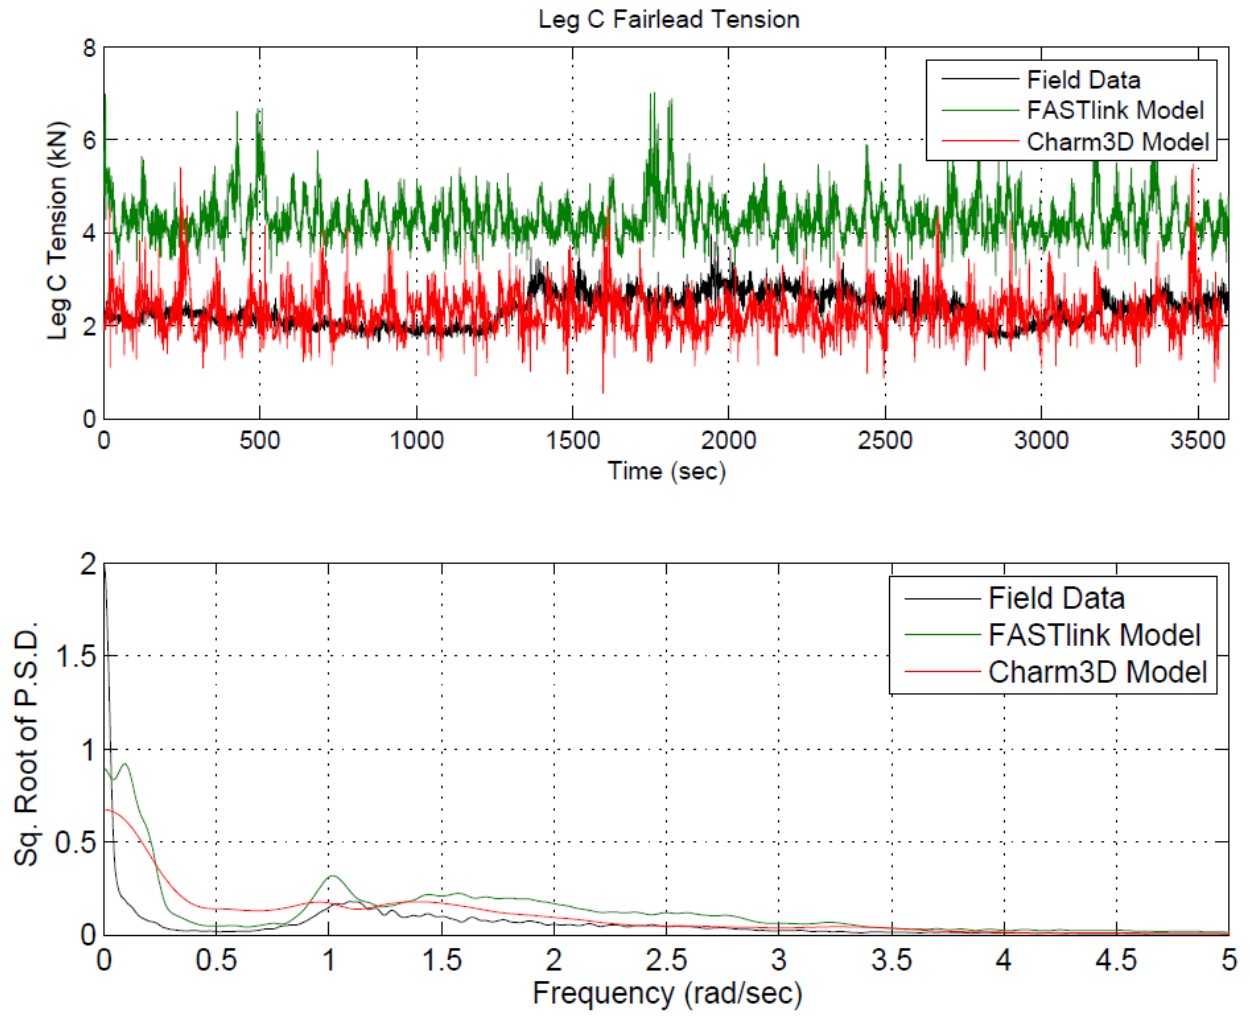 Leg C Fairlead Tension
8
6
4
2
0
Leg C Tension (kN)
Field Data
FASTlink Model
Charm3D Model
0 500 1000 1500 2000 2500 3000 3500
Time (sec)
2
1.5
1
0.5
0
Sq. Root of P.S.D.
Field Data
FASTlink Model
Charm3D Model
0 0.5 1 1.5 2 2.5 3 3.5 4 4.5 5
Frequency (rad/sec)